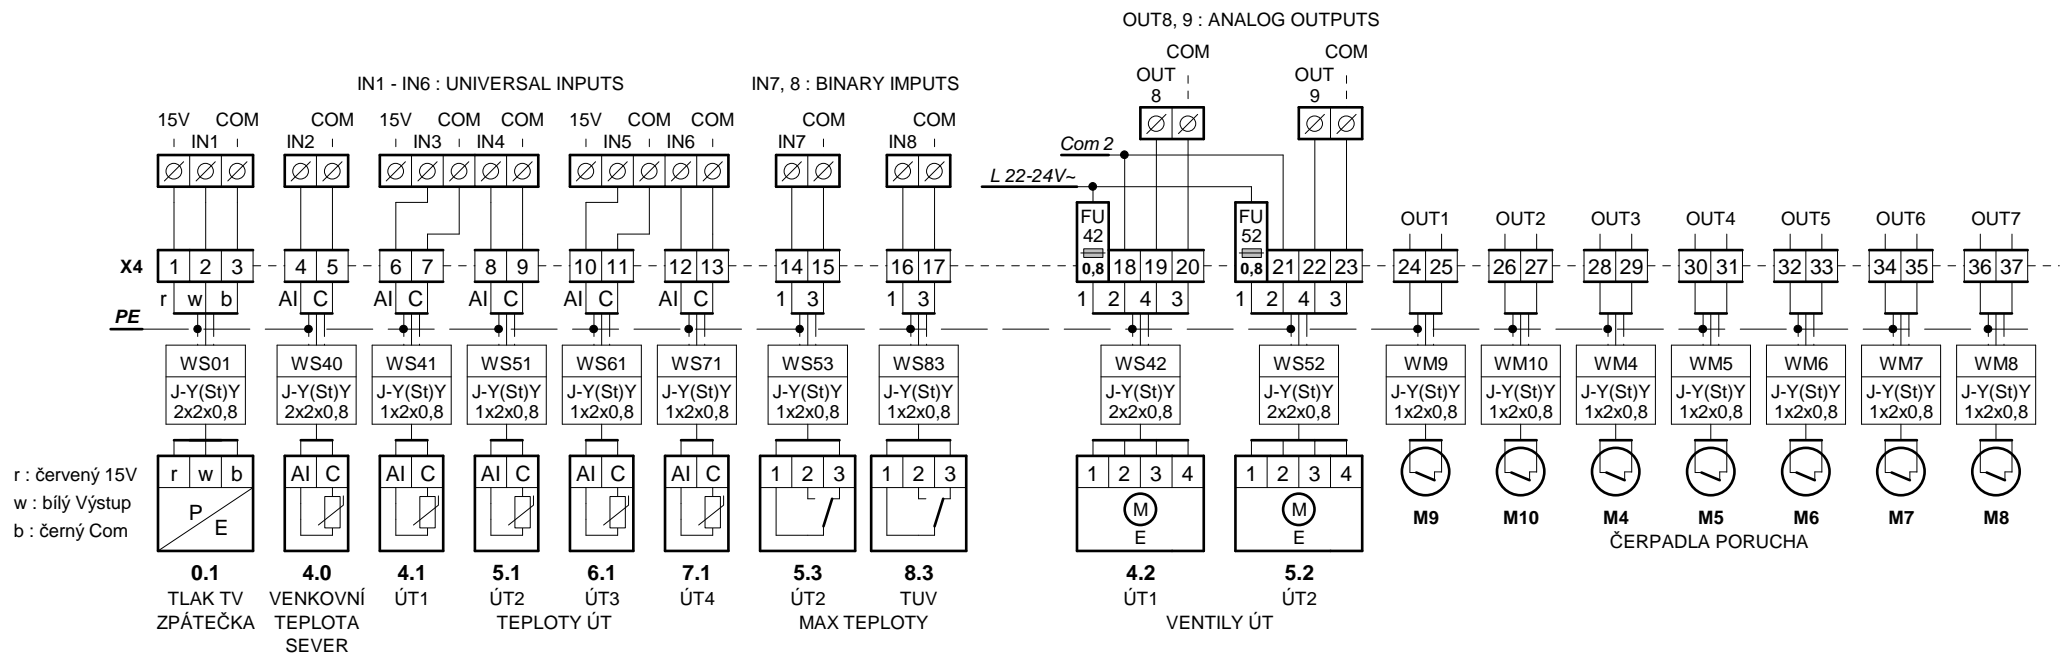 OUT8, 9 : ANALOG OUTPUTS
COM COM
OUT OUT
8 9
IN1 - IN6 : UNIVERSAL INPUTS IN7, 8 : BINARY IMPUTS
15V COM COM 15V COM COM 15V COM COM COM COM
IN1 IN2 IN3 IN4 IN5 IN6 IN7 IN8
Com 2
L 22-24V~
FU FU
42 52
0,8 0,8
OUT1 OUT2 OUT3 OUT4 OUT5 OUT6 OUT7
X4 1 2 3 4 5 6 7 8 9 10 11 12 13 14 15 16 17 18 19 20 21 22 23 24 25 26 27 28 29 30 31 32 33 34 35 36 37
r w b AI C AI C AI C AI C AI C 1 3 1 3 1 2 4 3 1 2 4 3
PE
WS01 WS40 WS41 WS51 WS61 WS71 WS53 WS83 WS42 WS52 WM9 WM10 WM4 WM5 WM6 WM7 WM8
J-Y(St)Y J-Y(St)Y J-Y(St)Y J-Y(St)Y J-Y(St)Y J-Y(St)Y J-Y(St)Y J-Y(St)Y J-Y(St)Y J-Y(St)Y J-Y(St)Y J-Y(St)Y J-Y(St)Y J-Y(St)Y J-Y(St)Y J-Y(St)Y J-Y(St)Y
2x2x0,8 2x2x0,8 1x2x0,8 1x2x0,8 1x2x0,8 1x2x0,8 1x2x0,8 1x2x0,8 2x2x0,8 2x2x0,8 1x2x0,8 1x2x0,8 1x2x0,8 1x2x0,8 1x2x0,8 1x2x0,8 1x2x0,8
r w b AI C AI C AI C AI C AI C 1 2 3 1 2 3 1 2 3 4 1 2 3 4
r : červený 15V
w : bílý Výstup
b : černý Com
P E M E M E
M9 M10 M4 M5 M6 M7 M8
ČERPADLA PORUCHA
0.1 4.0 4.1 5.1 6.1 7.1 5.3 8.3 4.2 5.2
TLAK TV VENKOVNÍ ÚT1 ÚT2 ÚT3 ÚT4 ÚT2 TUV ÚT1 ÚT2
ZPÁTEČKA TEPLOTA TEPLOTY ÚT MAX TEPLOTY VENTILY ÚT
SEVER